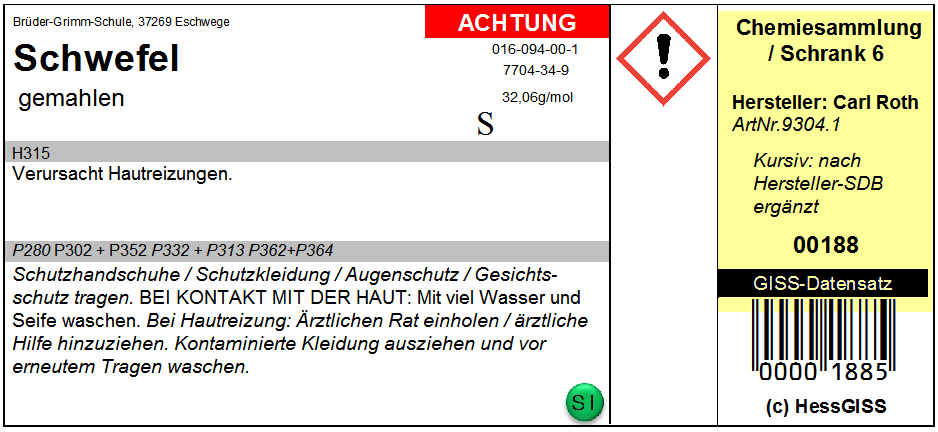 Brüder-Grimm-Schule, 37269 Eschwege
ACHTUNG
Schwefel
gemahlen
016-094-00-1
7704-34-9
32,06g/mol
S
H315
Verursacht Hautreizungen.
P280 P302 + P352 P332 + P313 P362+P364
Schutzhandschuhe / Schutzkleidung / Augenschutz / Gesichts-
schutz tragen. BEI KONTAKT MIT DER HAUT: Mit viel Wasser und
Seife waschen. Bei Hautreizung: Ärztlichen Rat einholen / ärztliche
Hilfe hinzuziehen. Kontaminierte Kleidung ausziehen und vor
erneutem Tragen waschen.
SI
Chemiesammlung
/ Schrank 6
Hersteller: Carl Roth
ArtNr.9304.1
Kursiv: nach
Hersteller-SDB
ergänzt
00188
GISS-Datensatz
0000 1885
(c) HessGISS